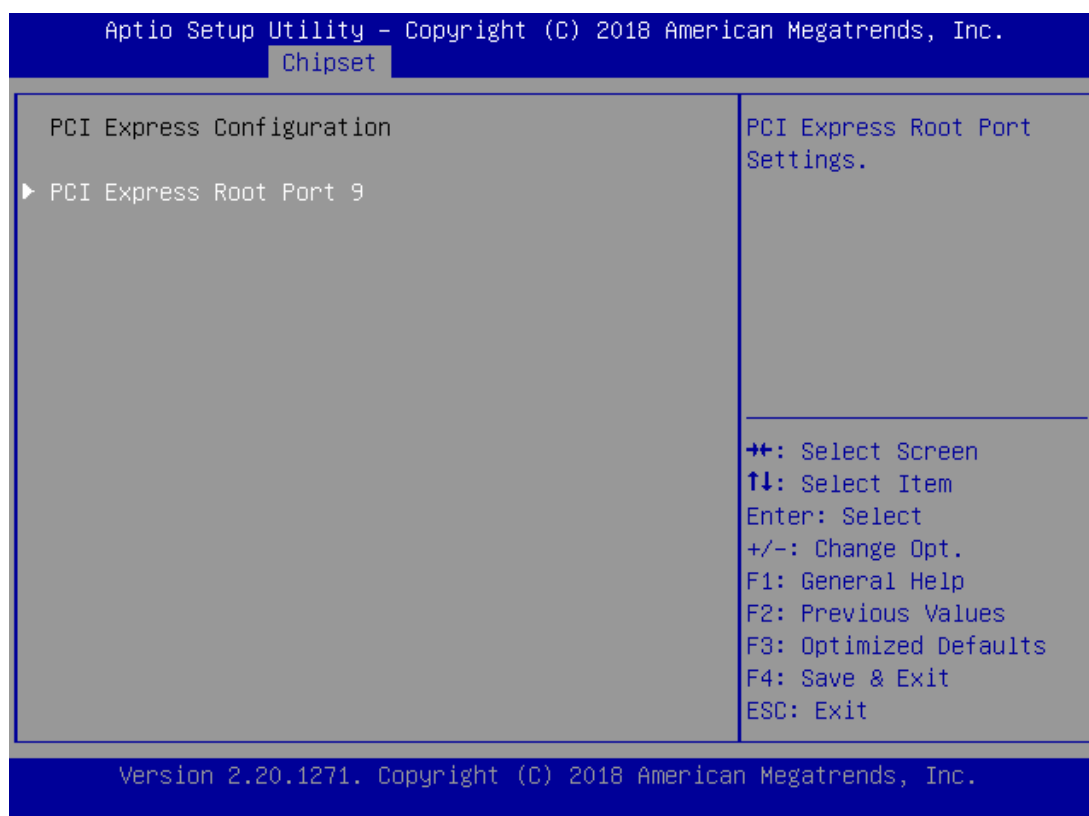 Aptio Setup Utility – Copyright (C) 2018 American Megatrends, Inc.
Chipset
PCI Express Configuration
▶ PCI Express Root Port 9
PCI Express Root Port
Settings.
→←: Select Screen
↑↓: Select Item
Enter: Select
+/-: Change Opt.
F1: General Help
F2: Previous Values
F3: Optimized Defaults
F4: Save & Exit
ESC: Exit
Version 2.20.1271. Copyright (C) 2018 American Megatrends, Inc.